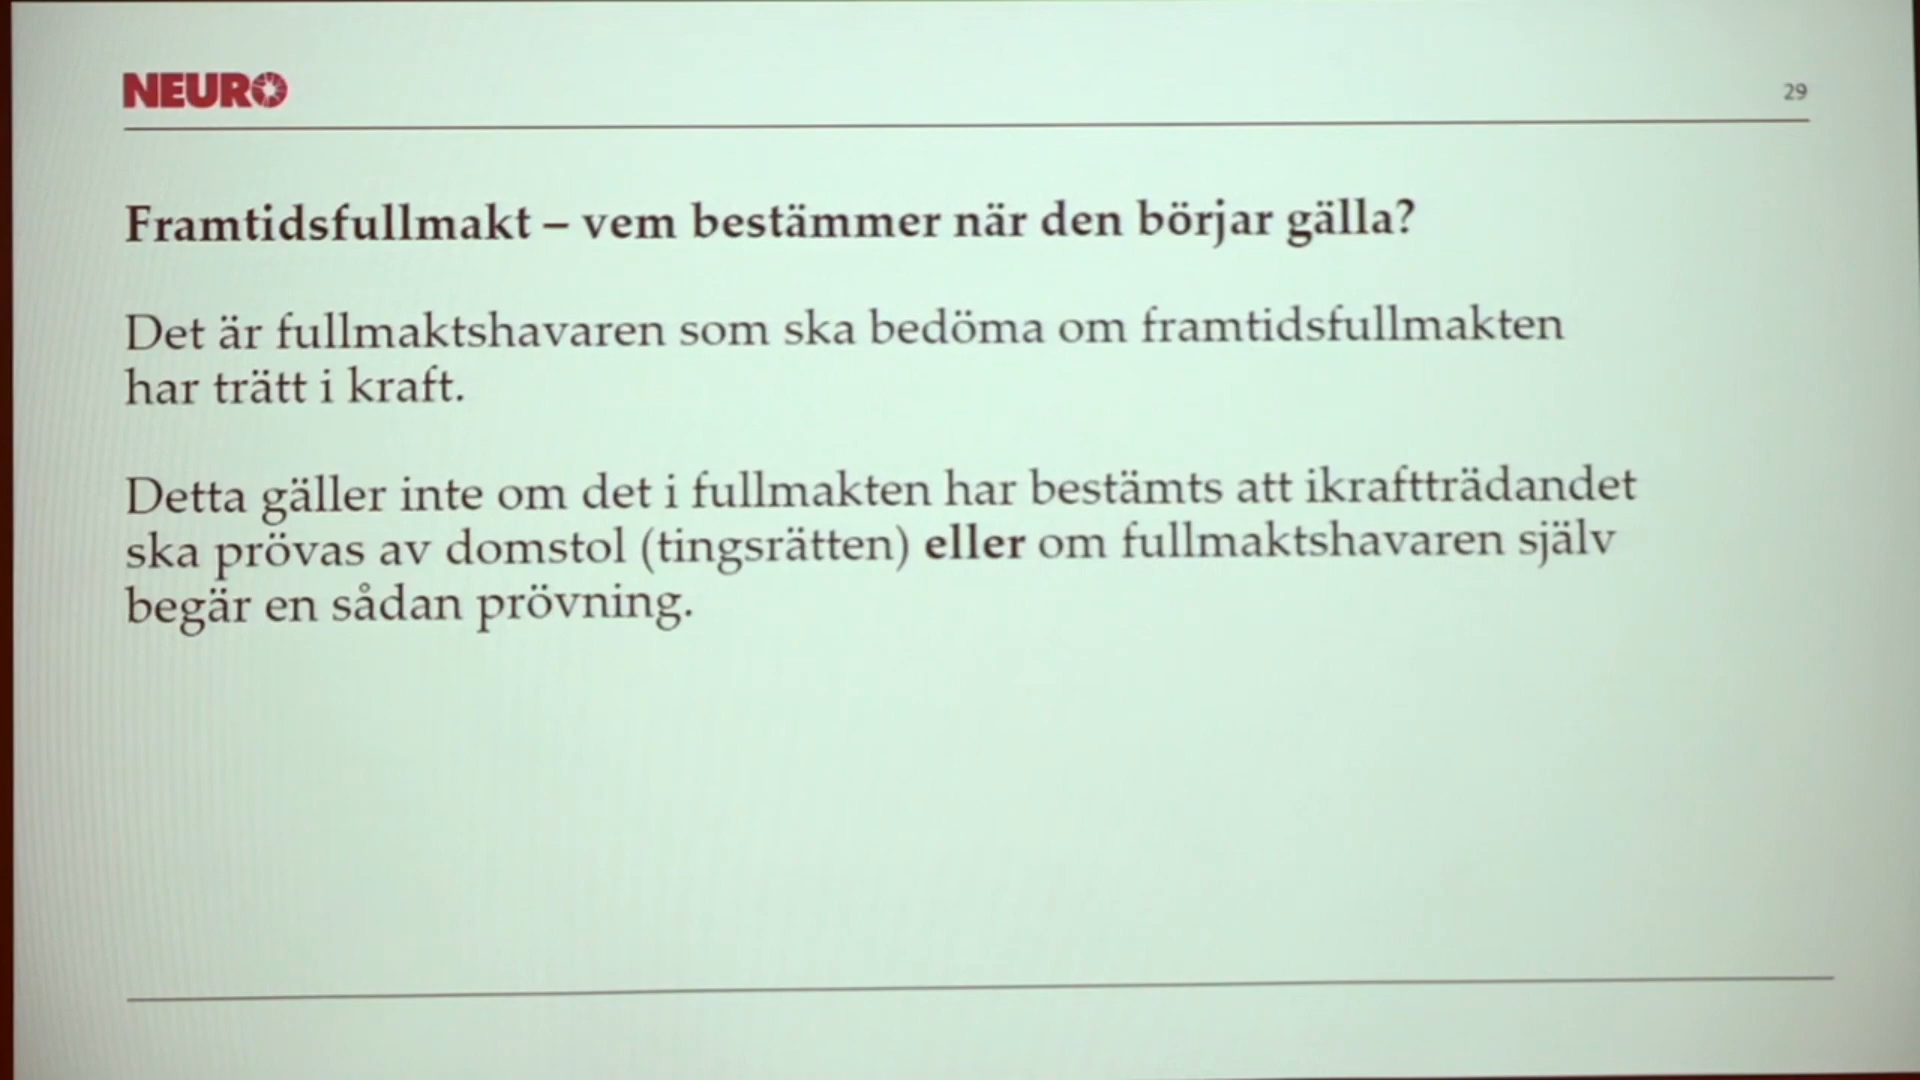 NEURO
29
Framtidsfullmakt – vem bestämmer när den börjar gälla?
Det är fullmaktshavaren som ska bedöma om framtidsfullmakten
har trätt i kraft.
Detta gäller inte om det i fullmakten har bestämts att ikraftträdandet
ska prövas av domstol (tingsrätten) eller om fullmaktshavaren själv
begär en sådan prövning.